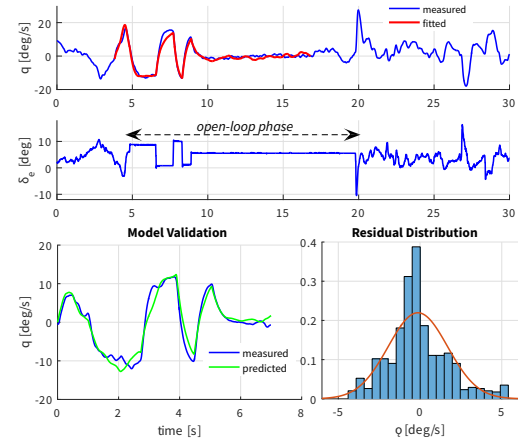 20
0
-20
q [deg/s]
measured
fitted
0 5 10 15 20 25 30
10
0
δe [deg]
open-loop phase
0 5 10 15 20 25 30
Model Validation
20
10
0
-10
-20
q [deg/s]
measured
predicted
0 2 4 6 8
time [s]
Residual Distribution
0.4
0.3
0.2
0.1
0
-5 0 5
ϱ [deg/s]